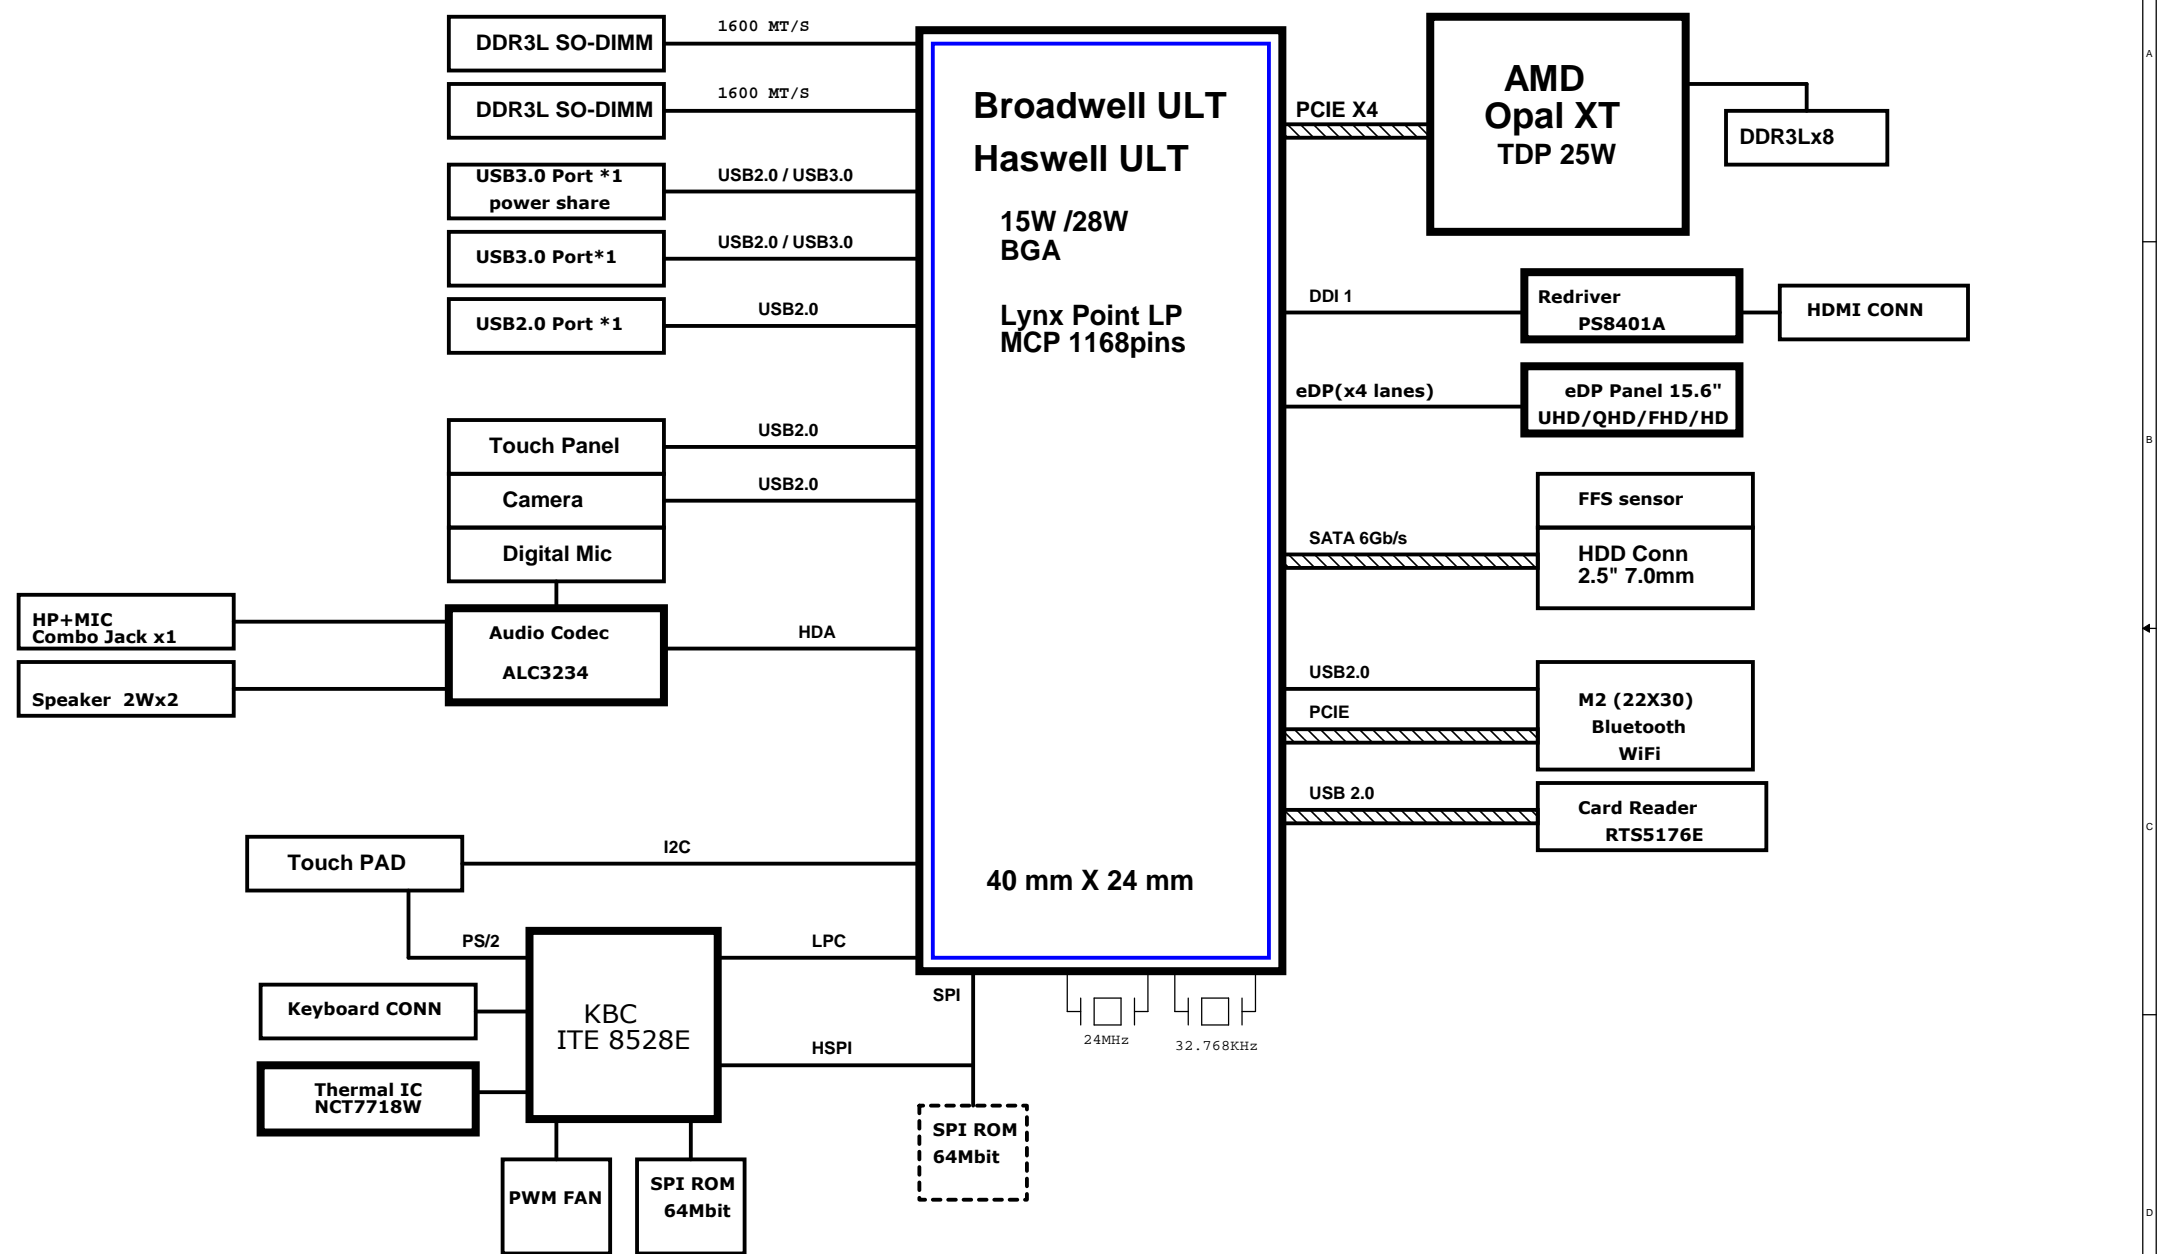 DDR3L SO-DIMM
1600 MT/S
DDR3L SO-DIMM
1600 MT/S
USB3.0 Port *1
power share
USB2.0 / USB3.0
USB3.0 Port*1
USB2.0 / USB3.0
USB2.0 Port *1
USB2.0
Touch Panel
USB2.0
Camera
USB2.0
Digital Mic
HP+MIC
Combo Jack x1
Speaker 2Wx2
Audio Codec
ALC3234
HDA
Touch PAD
I2C
PS/2
LPC
Keyboard CONN
KBC
ITE 8528E
Thermal IC
NCT7718W
HSPI
SPI
PWM FAN
SPI ROM
64Mbit
SPI ROM
64Mbit
Broadwell ULT
Haswell ULT
15W /28W
BGA
Lynx Point LP
MCP 1168pins
40 mm X 24 mm
24MHz
32.768KHz
PCIE X4
AMD
Opal XT
TDP 25W
DDR3Lx8
DDI 1
Redriver
PS8401A
HDMI CONN
eDP(x4 lanes)
eDP Panel 15.6"
UHD/QHD/FHD/HD
FFS sensor
SATA 6Gb/s
HDD Conn
2.5" 7.0mm
USB2.0
PCIE
M2 (22X30)
Bluetooth
WiFi
USB 2.0
Card Reader
RTS5176E
A
B
C
D